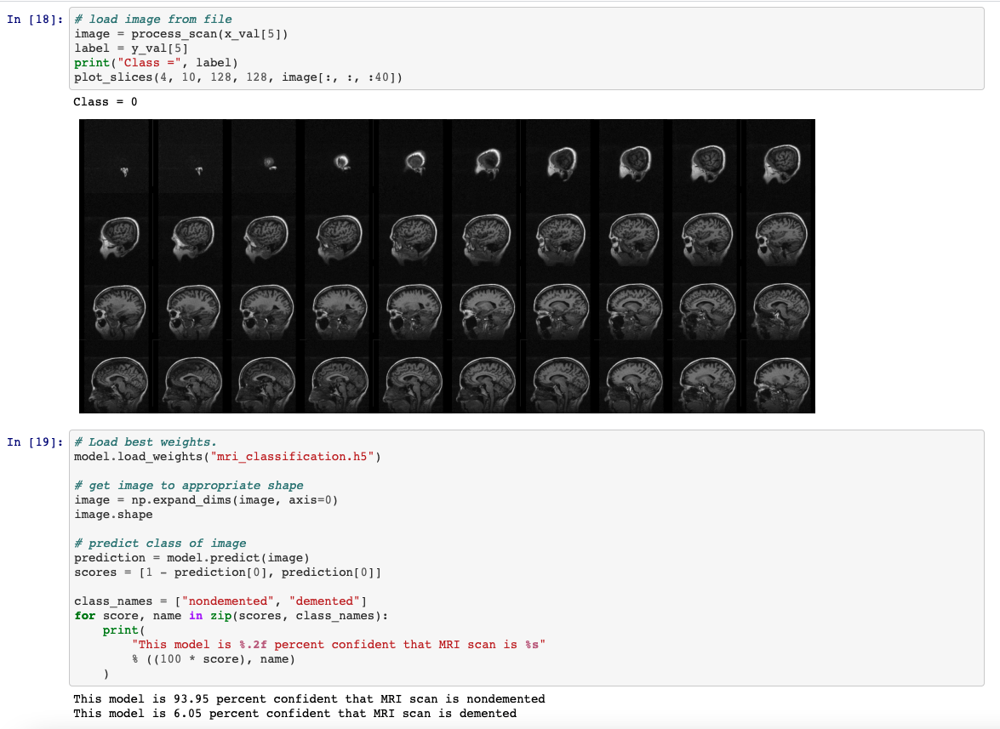 In [18]: # load image from file
image = process_scan(x_val[5])
label = y_val[5]
print("Class =", label)
plot_slices(4, 10, 128, 128, image[:, :, :40])
Class = 0
In [19]: # Load best weights.
model.load_weights("mri_classification.h5")
# get image to appropriate shape
image = np.expand_dims(image, axis=0)
image.shape
# predict class of image
prediction = model.predict(image)
scores = [1 - prediction[0], prediction[0]]
class_names = ["nondemented", "demented"]
for score, name in zip(scores, class_names):
    print(
        "This model is %.2f percent confident that MRI scan is %s"
        % ((100 * score), name)
    )
This model is 93.95 percent confident that MRI scan is nondemented
This model is 6.05 percent confident that MRI scan is demented